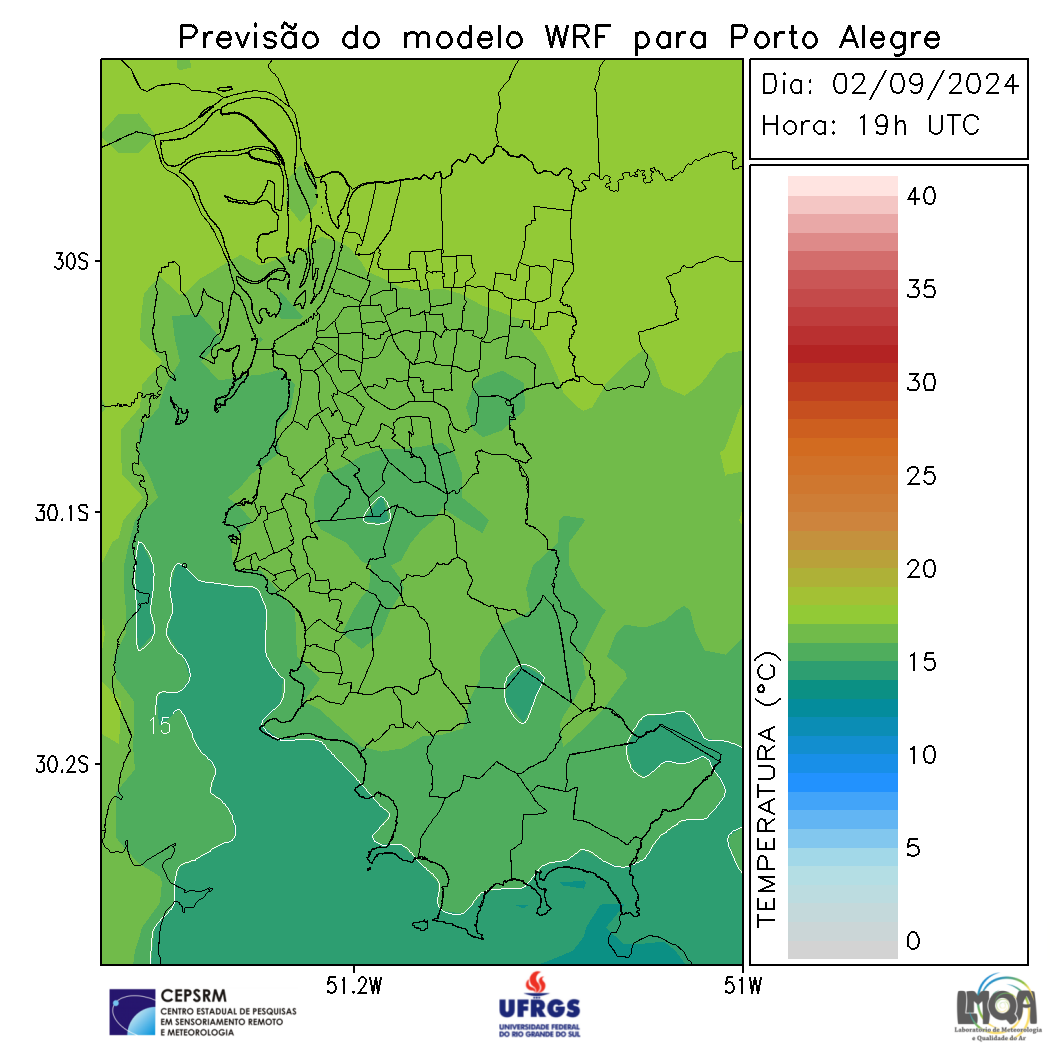 Previsão do modelo WRF para Porto Alegre
Dia: 02/09/2024
Hora: 19h UTC
40
35
30
25
20
15
10
5
0
TEMPERATURA (°C)
30S
30.1S
30.2S
15
51.2W
51W
CEPSRM
CENTRO ESTADUAL DE PESQUISAS
EM SENSORIAMENTO REMOTO
E METEOROLOGIA
UFRGS
UNIVERSIDADE FEDERAL
DO RIO GRANDE DO SUL
LMQA
Laboratório de Meteorologia
e Qualidade do Ar